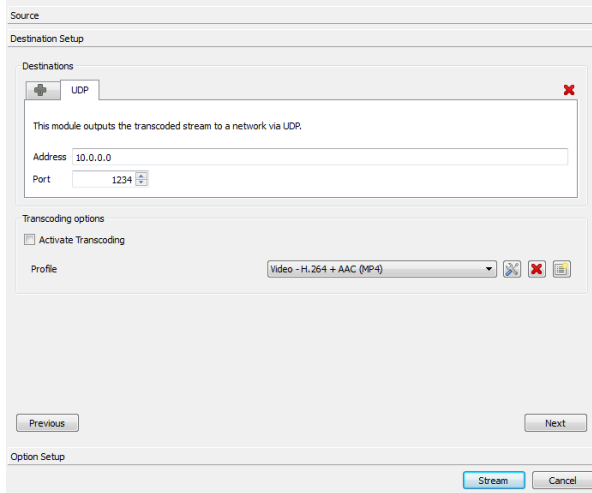 Source
Destination Setup
Destinations
UDP
This module outputs the transcoded stream to a network via UDP.
Address 10.0.0.0
Port 1234
Transcoding options
Activate Transcoding
Profile Video - H.264 + AAC (MP4)
Previous Next
Option Setup
Stream Cancel